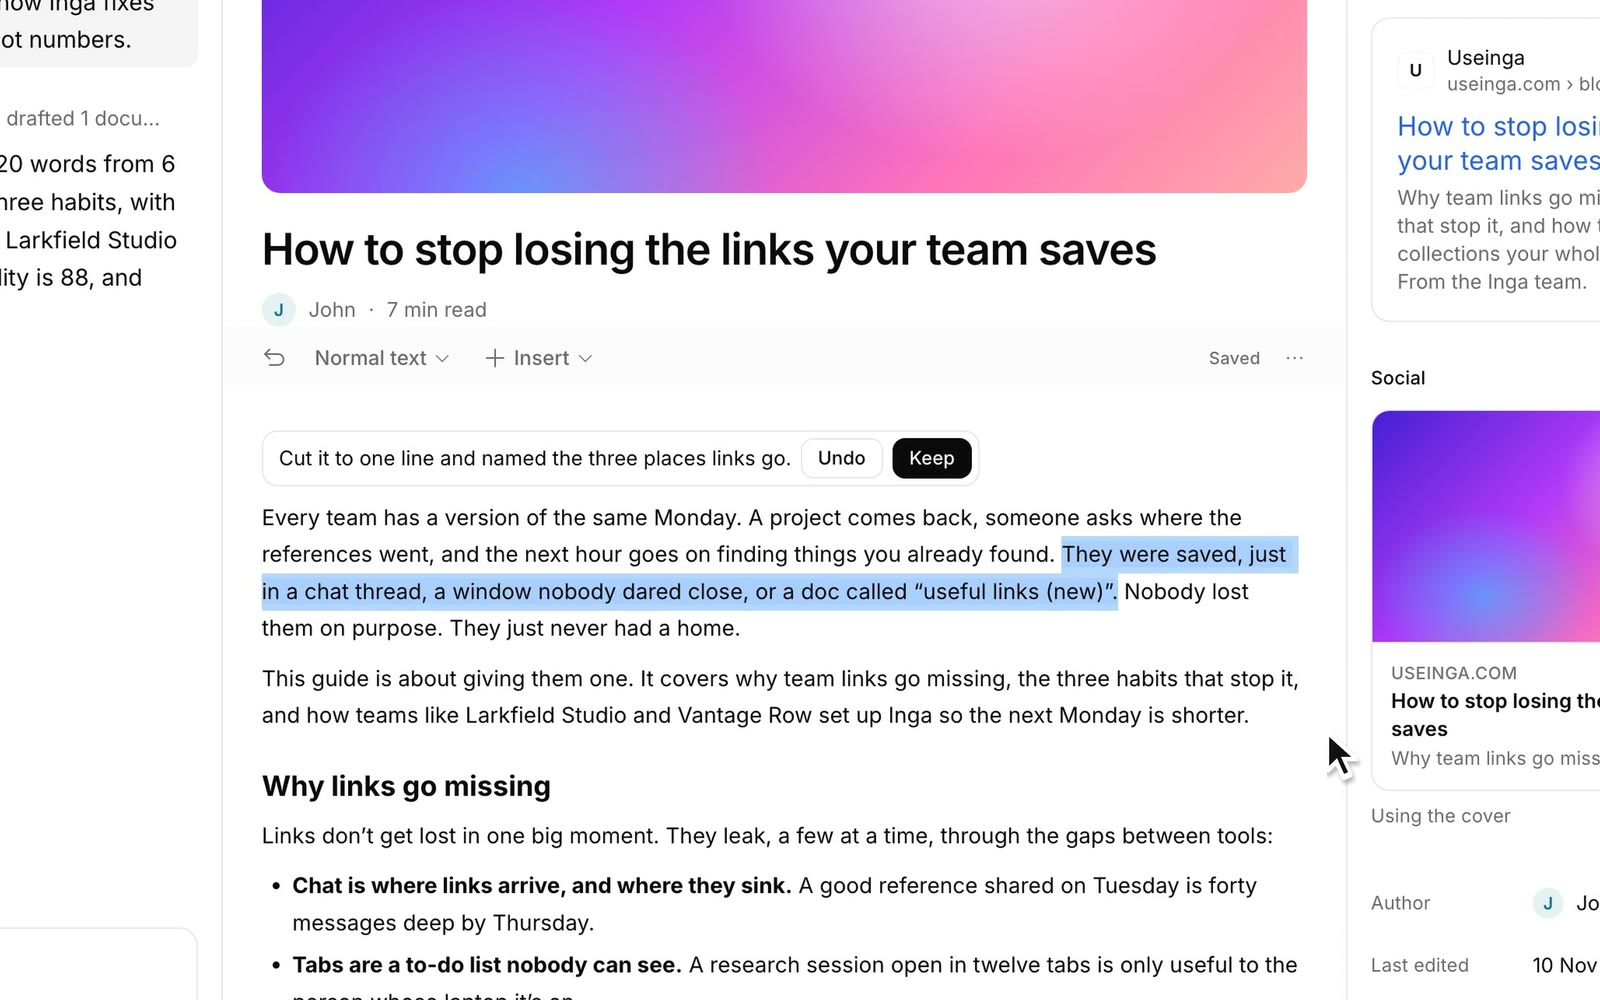 now Inga fixes
ot numbers.
drafted 1 docu...
20 words from 6
hree habits, with
Larkfield Studio
lity is 88, and
How to stop losing the links your team saves
J John · 7 min read
Normal text
Insert
Saved
Cut it to one line and named the three places links go.
Undo
Keep
Every team has a version of the same Monday. A project comes back, someone asks where the
references went, and the next hour goes on finding things you already found. They were saved, just
in a chat thread, a window nobody dared close, or a doc called “useful links (new)”. Nobody lost
them on purpose. They just never had a home.
This guide is about giving them one. It covers why team links go missing, the three habits that stop it,
and how teams like Larkfield Studio and Vantage Row set up Inga so the next Monday is shorter.
Why links go missing
Links don’t get lost in one big moment. They leak, a few at a time, through the gaps between tools:
• Chat is where links arrive, and where they sink. A good reference shared on Tuesday is forty
messages deep by Thursday.
• Tabs are a to-do list nobody can see. A research session open in twelve tabs is only useful to the
person whose laptop it’s on.
U
Useinga
useinga.com › blo
How to stop losi
your team saves
Why team links go mi
that stop it, and how t
collections your whol
From the Inga team.
Social
USEINGA.COM
How to stop losing the
saves
Why team links go miss
Using the cover
Author
J Jo
Last edited
10 Nov